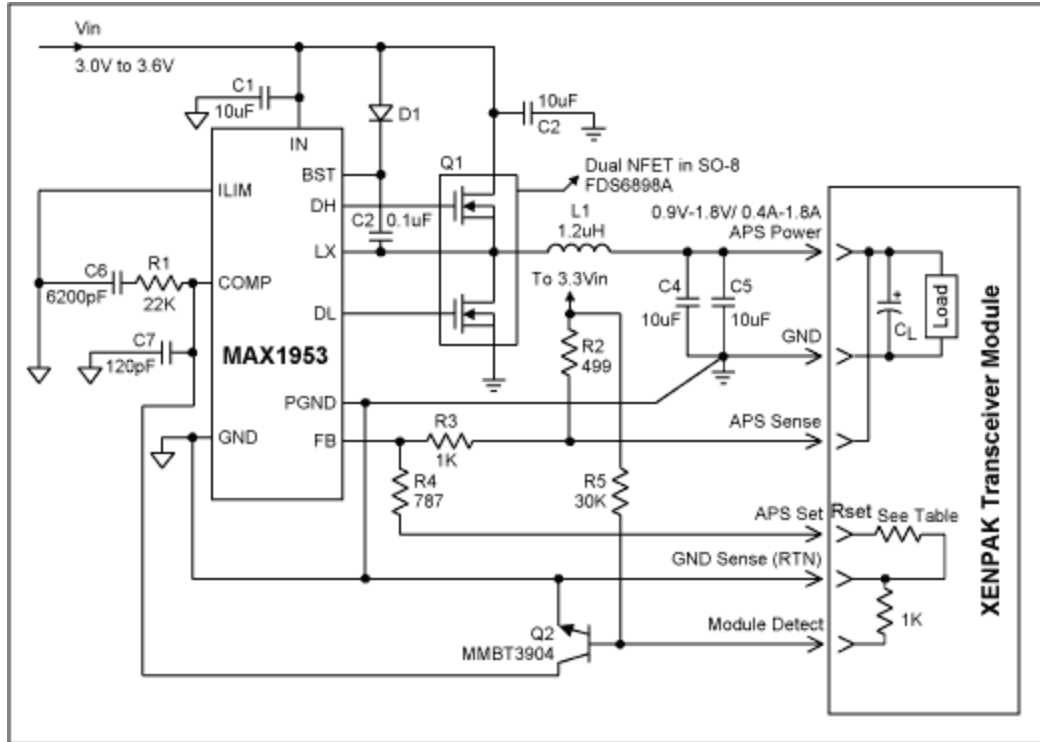 Vin
3.0V to 3.6V
C1
10uF
D1
10uF
C2
IN
ILIM
BST
DH
LX
COMP
DL
MAX1953
PGND
GND
FB
C2 0.1uF
Q1
Dual NFET in SO-8
FDS6898A
L1
1.2uH
0.9V-1.8V/ 0.4A-1.8A
APS Power
To 3.3Vin
C6
6200pF
R1
22K
C7
120pF
C4
10uF
C5
10uF
R2
499
GND
R3
1K
APS Sense
R4
787
R5
30K
APS Set
Rset
See Table
GND Sense (RTN)
1K
Module Detect
Q2
MMBT3904
+
CL
Load
XENPAK Transceiver Module